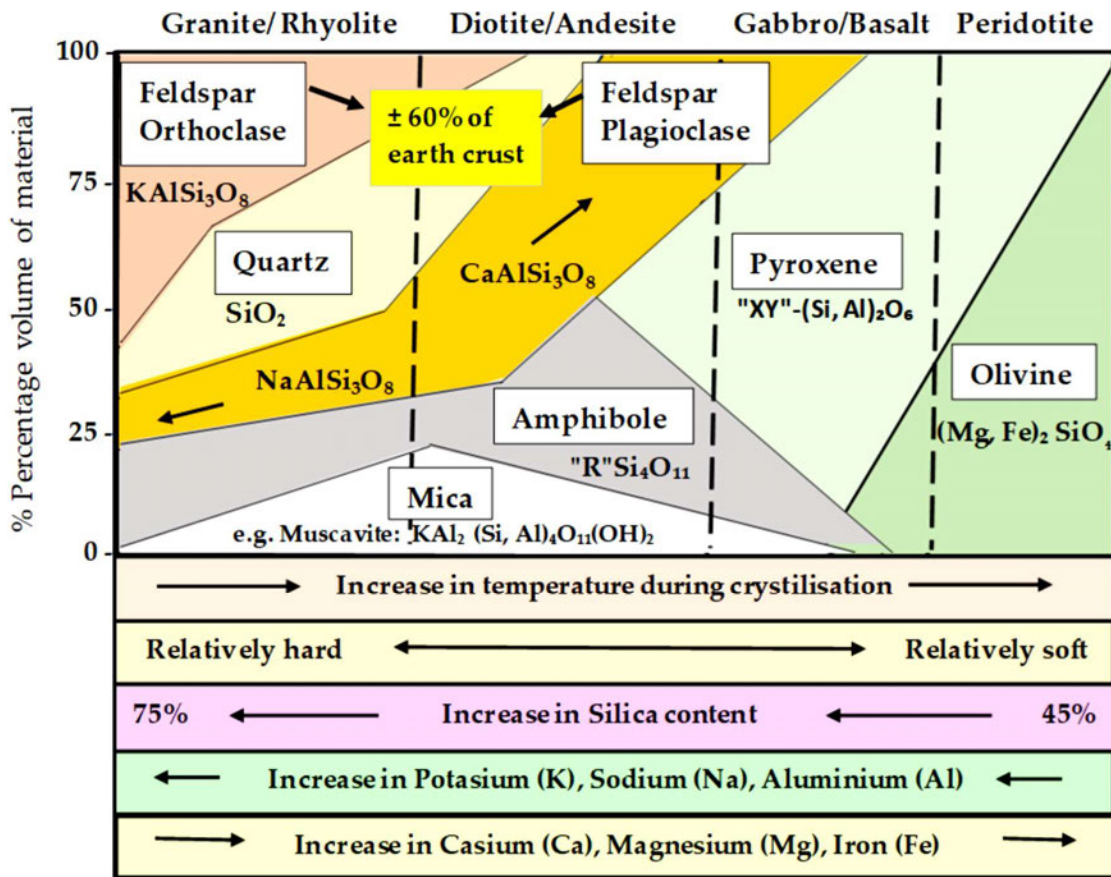 Granite/Rhyolite Diotite/Andesite Gabbro/Basalt Peridotite
% Percentage volume of material
100
75
50
25
0
Feldspar
Orthoclase
KAlSi₃O₈
± 60% of
earth crust
Feldspar
Plagioclase
Quartz
SiO₂
CaAlSi₃O₈
Pyroxene
"XY"-(Si, Al)₂O₆
NaAlSi₃O₈
Olivine
(Mg, Fe)₂ SiO₄
Amphibole
"R"Si₄O₁₁
Mica
e.g. Muscavite: KAl₂ (Si, Al)₄O₁₁(OH)₂
Increase in temperature during crystilisation
Relatively hard Relatively soft
75% Increase in Silica content 45%
Increase in Potasium (K), Sodium (Na), Aluminium (Al)
Increase in Casium (Ca), Magnesium (Mg), Iron (Fe)